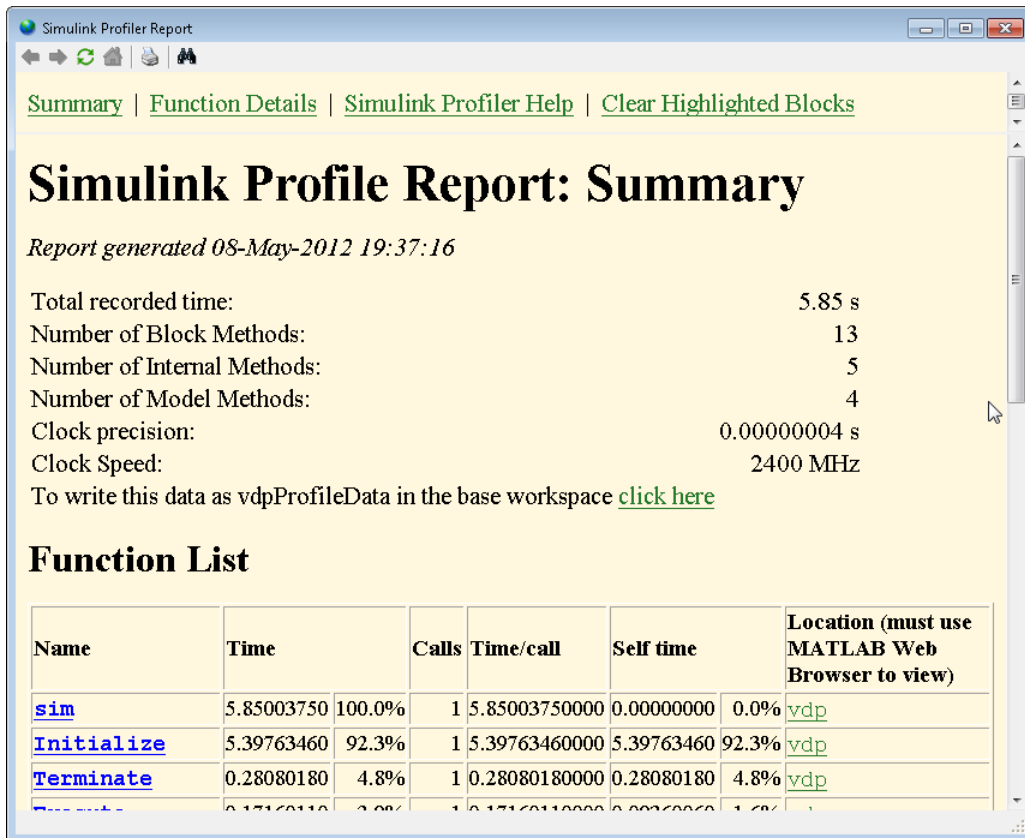 Simulink Profiler Report
Summary | Function Details | Simulink Profiler Help | Clear Highlighted Blocks
Simulink Profile Report: Summary
Report generated 08-May-2012 19:37:16
Total recorded time: 5.85 s
Number of Block Methods: 13
Number of Internal Methods: 5
Number of Model Methods: 4
Clock precision: 0.00000004 s
Clock Speed: 2400 MHz
To write this data as vdpProfileData in the base workspace click here
Function List
Name Time Calls Time/call Self time Location (must use
MATLAB Web
Browser to view)
sim 5.85003750 100.0% 1 5.85003750000 0.00000000 0.0% vdp
Initialize 5.39763460 92.3% 1 5.39763460000 5.39763460 92.3% vdp
Terminate 0.28080180 4.8% 1 0.28080180000 0.28080180 4.8% vdp